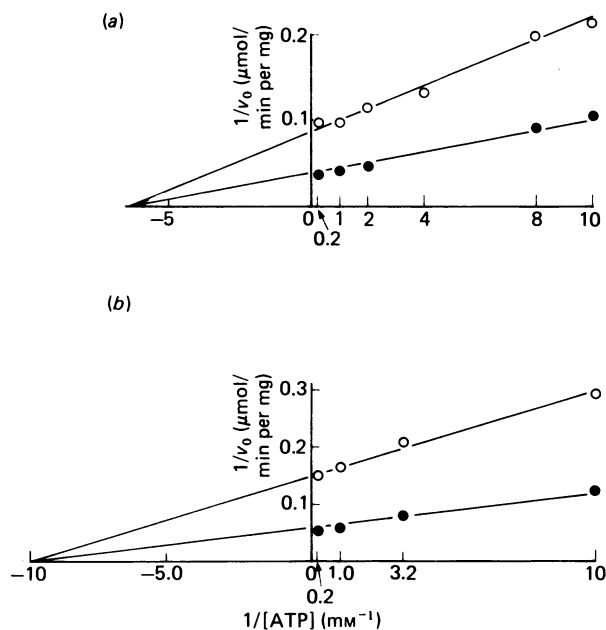 (a)
1/v₀ (μmol/
min per mg)
0.2
0.1
−5 0 1 2 4 8 10
0.2
(b)
1/v₀ (μmol/
min per mg)
0.3
0.2
0.1
−10 −5.0 0 1.0 3.2 10
0.2
1/[ATP] (mM⁻¹)